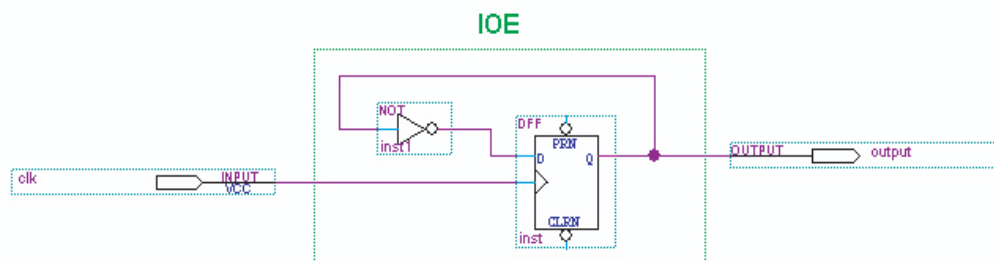 IOE
NOT
inst1
DFF
PRN
D Q
CLRN
inst
clk
INPUT
VCC
OUTPUT
output